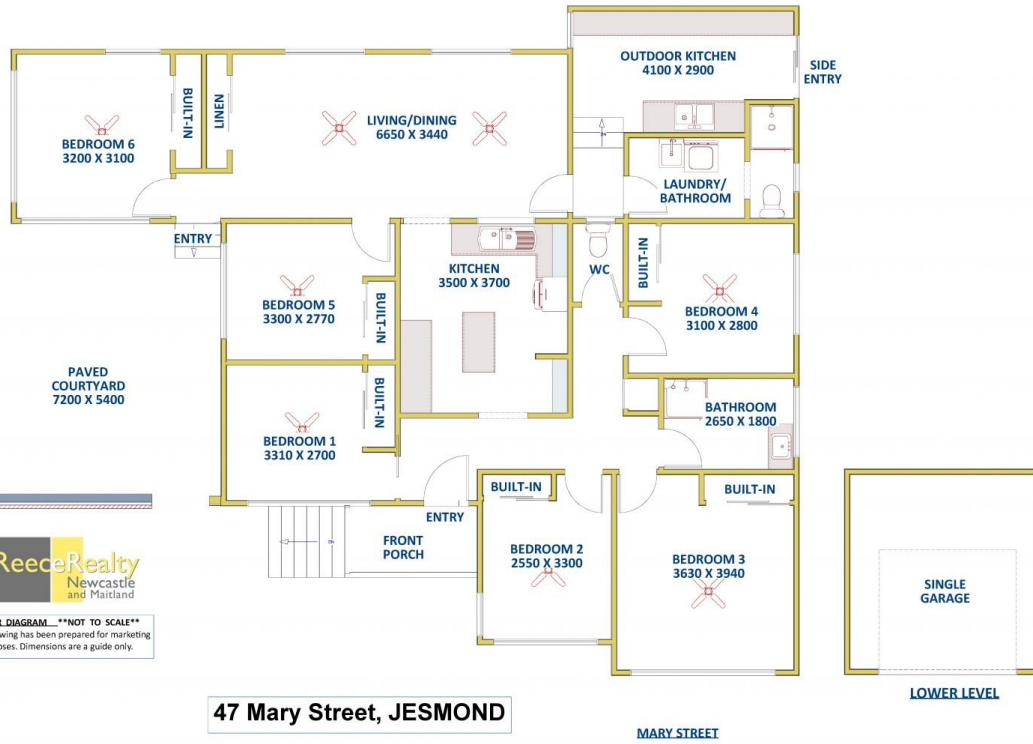 OUTDOOR KITCHEN
4100 X 2900
SIDE
ENTRY
BUILT-IN
LINEN
LIVING/DINING
6650 X 3440
BEDROOM 6
3200 X 3100
LAUNDRY/
BATHROOM
ENTRY
KITCHEN
3500 X 3700
WC
BUILT-IN
BEDROOM 5
3300 X 2770
BUILT-IN
BEDROOM 4
3100 X 2800
PAVED
COURTYARD
7200 X 5400
BUILT-IN
BATHROOM
2650 X 1800
BEDROOM 1
3310 X 2700
BUILT-IN
BUILT-IN
ENTRY
FRONT
PORCH
BEDROOM 2
2550 X 3300
BEDROOM 3
3630 X 3940
SINGLE
GARAGE
ReeceRealty
Newcastle
and Maitland
DIAGRAM **NOT TO SCALE**
has been prepared for marketing
Dimensions are a guide only.
LOWER LEVEL
47 Mary Street, JESMOND
MARY STREET